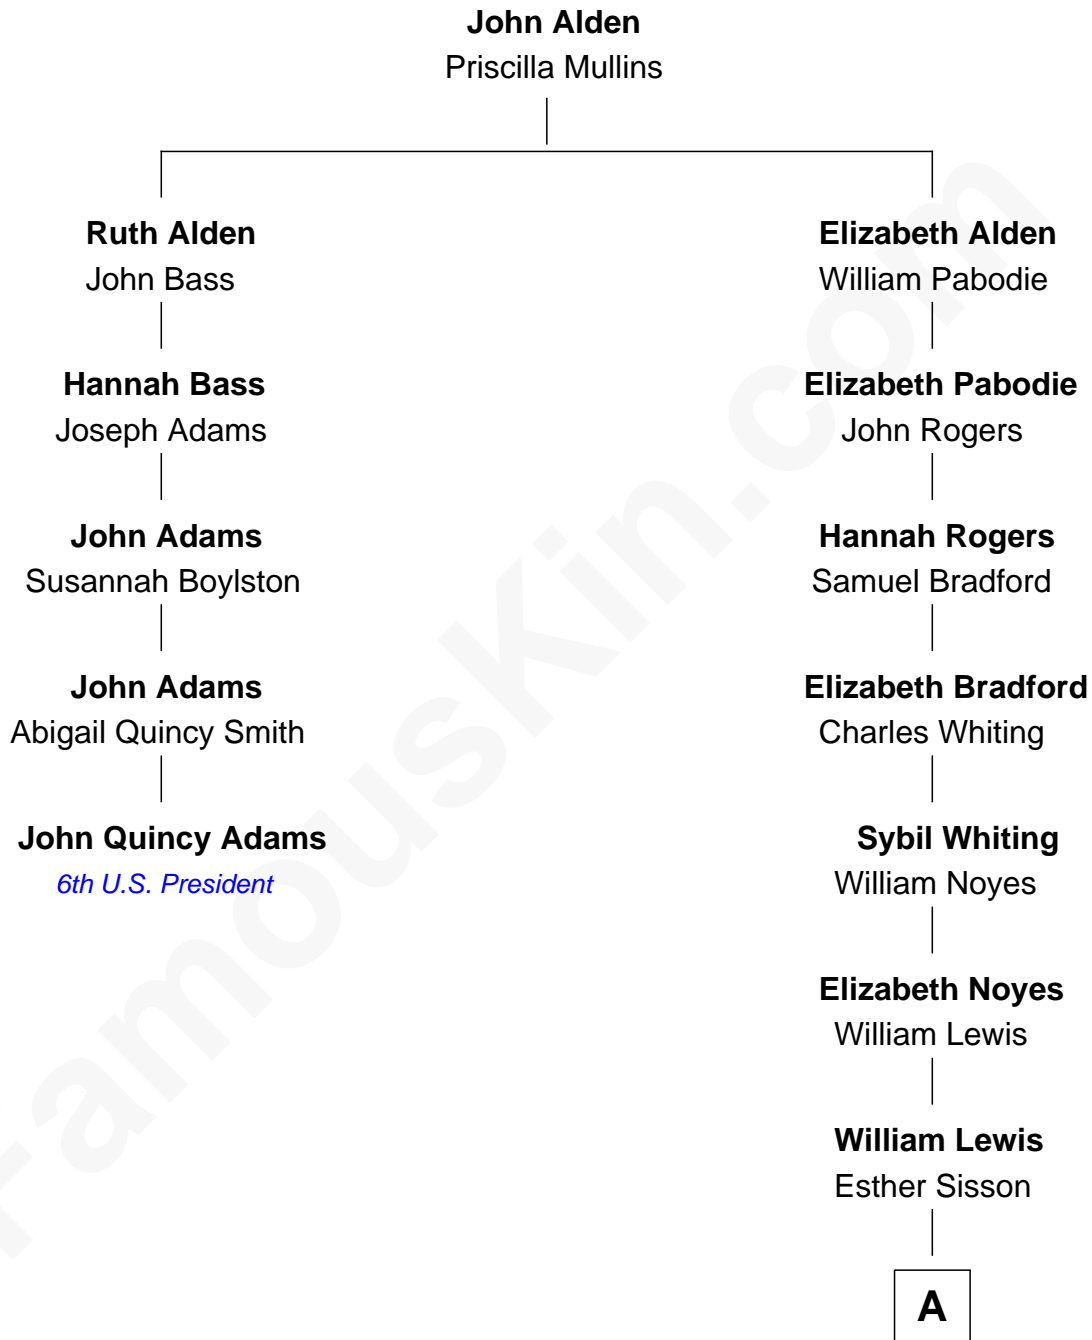 John Alden
Priscilla Mullins
Ruth Alden
John Bass
Hannah Bass
Joseph Adams
John Adams
Susannah Boylston
John Adams
Abigail Quincy Smith
John Quincy Adams
6th U.S. President
Elizabeth Alden
William Pabodie
Elizabeth Pabodie
John Rogers
Hannah Rogers
Samuel Bradford
Elizabeth Bradford
Charles Whiting
Sybil Whiting
William Noyes
Elizabeth Noyes
William Lewis
William Lewis
Esther Sisson
A
FamousKin.com